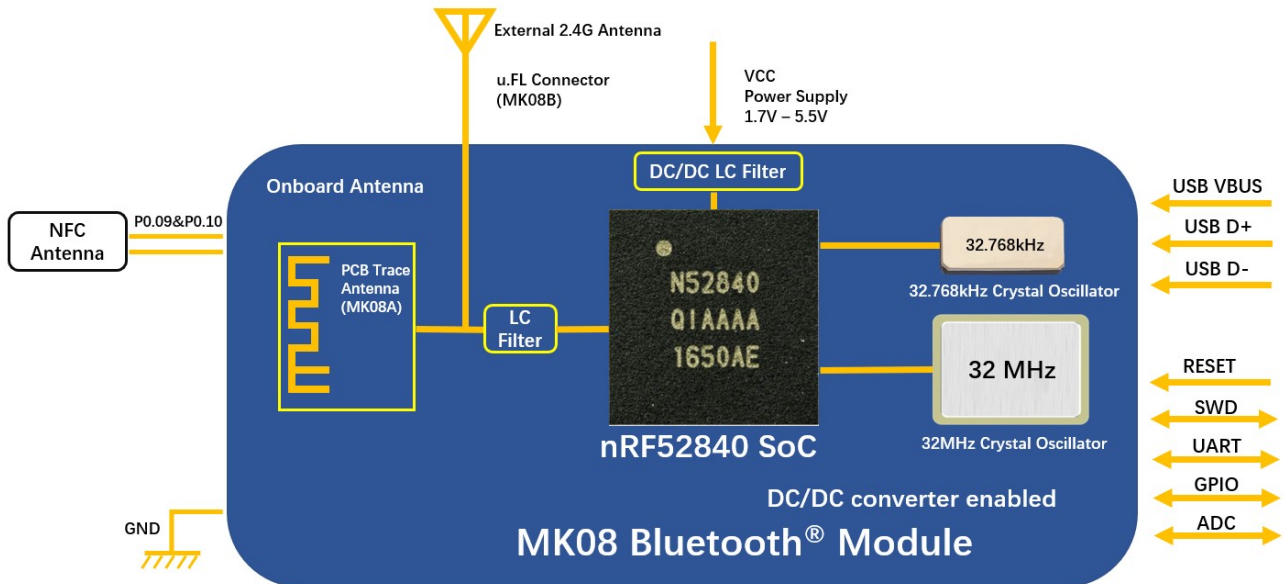 External 2.4G Antenna
u.FL Connector
(MK08B)
VCC
Power Supply
1.7V – 5.5V
DC/DC LC Filter
Onboard Antenna
NFC
Antenna
P0.09&P0.10
PCB Trace
Antenna
(MK08A)
LC
Filter
N52840
QIAAAA
1650AE
nRF52840 SoC
32.768kHz
32.768kHz Crystal Oscillator
32 MHz
32MHz Crystal Oscillator
USB VBUS
USB D+
USB D-
RESET
SWD
UART
GPIO
ADC
GND
DC/DC converter enabled
MK08 Bluetooth® Module